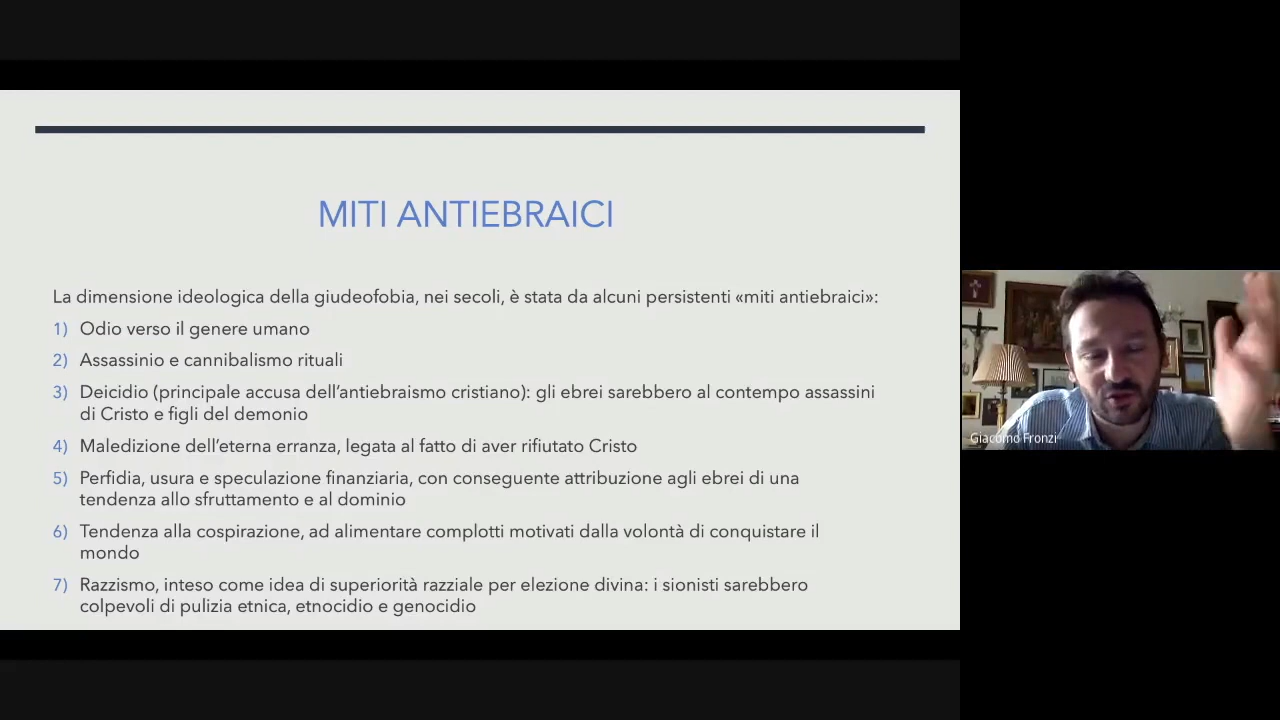 MITI ANTIEBRAICI
La dimensione ideologica della giudeofobia, nei secoli, è stata da alcuni persistenti «miti antiebraici»:
1) Odio verso il genere umano
2) Assassinio e cannibalismo rituali
3) Deicidio (principale accusa dell’antiebraismo cristiano): gli ebrei sarebbero al contempo assassini
di Cristo e figli del demonio
4) Maledizione dell’eterna erranza, legata al fatto di aver rifiutato Cristo
5) Perfidia, usura e speculazione finanziaria, con conseguente attribuzione agli ebrei di una
tendenza allo sfruttamento e al dominio
6) Tendenza alla cospirazione, ad alimentare complotti motivati dalla volontà di conquistare il
mondo
7) Razzismo, inteso come idea di superiorità razziale per elezione divina: i sionisti sarebbero
colpevoli di pulizia etnica, etnocidio e genocidio
Giacomo Fronzi